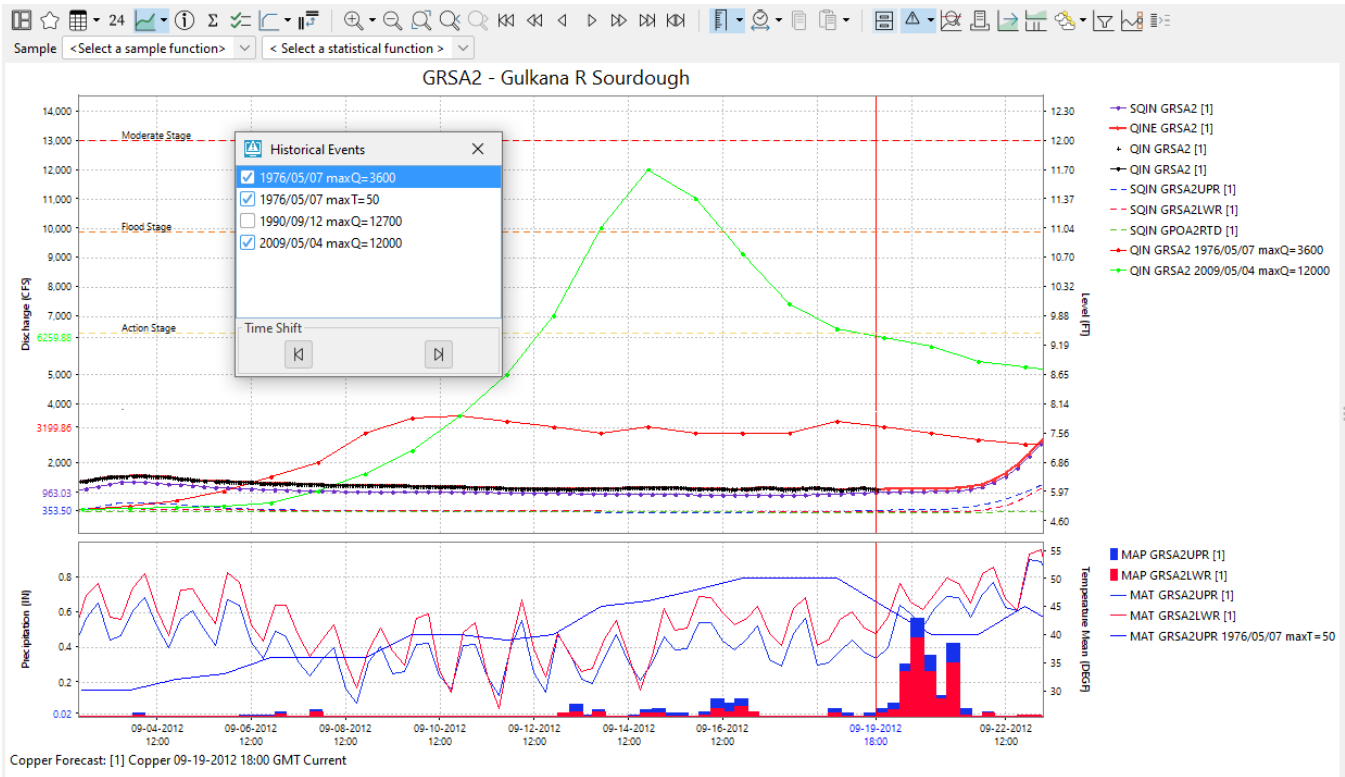 24
Sample <Select a sample function> < Select a statistical function >
GRSA2 - Gulkana R Sourdough
14,000
13,000
12,000
11,000
10,000
9,000
8,000
7,000
6259.88
5,000
4,000
3199.86
2,000
963.03
353.50
Discharge (CFS)
Moderate Stage
Flood Stage
Action Stage
Historical Events
1976/05/07 maxQ=3600
1976/05/07 maxT=50
1990/09/12 maxQ=12700
2009/05/04 maxQ=12000
Time Shift
12.30
12.00
11.70
11.37
11.04
10.70
10.32
9.88
9.19
8.65
8.14
7.56
6.86
5.97
4.60
Level (FT)
SQIN GRSA2 [1]
QINE GRSA2 [1]
QIN GRSA2 [1]
QIN GRSA2 [1]
SQIN GRSA2UPR [1]
SQIN GRSA2LWR [1]
SQIN GPOA2RTD [1]
QIN GRSA2 1976/05/07 maxQ=3600
QIN GRSA2 2009/05/04 maxQ=12000
0.8
0.6
0.4
0.2
0.02
Precipitation (IN)
55
50
45
40
35
30
Temperature Mean (DEGF)
MAP GRSA2UPR [1]
MAP GRSA2LWR [1]
MAT GRSA2UPR [1]
MAT GRSA2LWR [1]
MAT GRSA2UPR 1976/05/07 maxT=50
09-04-2012 09-06-2012 09-08-2012 09-10-2012 09-12-2012 09-14-2012 09-16-2012 09-19-2012 09-22-2012
12:00 12:00 12:00 12:00 12:00 12:00 12:00 18:00 12:00
Copper Forecast: [1] Copper 09-19-2012 18:00 GMT Current